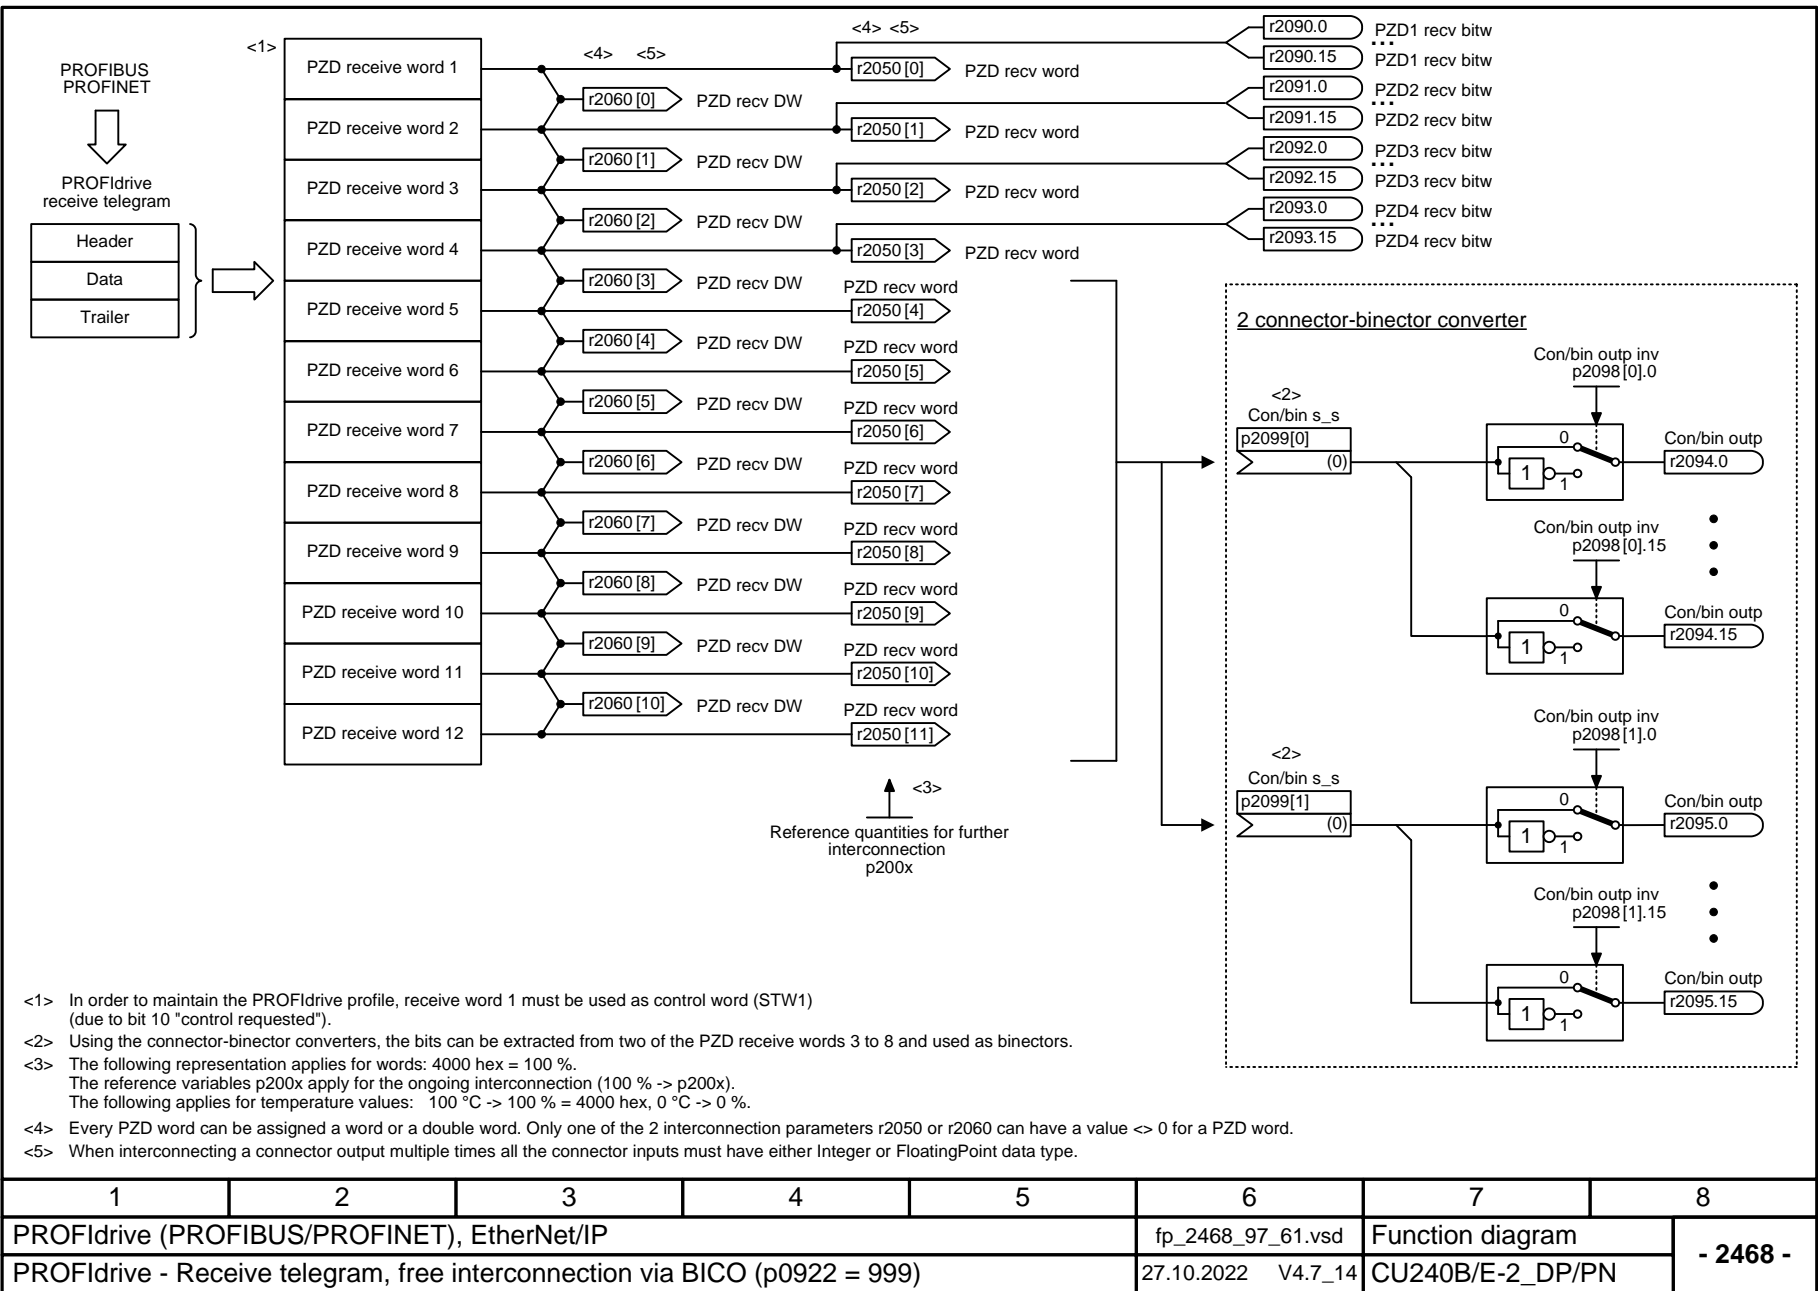 <1>
PROFIBUS
PROFINET
PROFIdrive
receive telegram
Header
Data
Trailer
PZD receive word 1
PZD receive word 2
PZD receive word 3
PZD receive word 4
PZD receive word 5
PZD receive word 6
PZD receive word 7
PZD receive word 8
PZD receive word 9
PZD receive word 10
PZD receive word 11
PZD receive word 12
<4> <5>
r2060[0] PZD recv DW
r2060[1] PZD recv DW
r2060[2] PZD recv DW
r2060[3] PZD recv DW
r2060[4] PZD recv DW
r2060[5] PZD recv DW
r2060[6] PZD recv DW
r2060[7] PZD recv DW
r2060[8] PZD recv DW
r2060[9] PZD recv DW
r2060[10] PZD recv DW
<4> <5>
r2050[0] PZD recv word
r2050[1] PZD recv word
r2050[2] PZD recv word
r2050[3] PZD recv word
PZD recv word
r2050[4]
PZD recv word
r2050[5]
PZD recv word
r2050[6]
PZD recv word
r2050[7]
PZD recv word
r2050[8]
PZD recv word
r2050[9]
PZD recv word
r2050[10]
PZD recv word
r2050[11]
<3>
Reference quantities for further
interconnection
p200x
r2090.0 PZD1 recv bitw
...
r2090.15 PZD1 recv bitw
r2091.0 PZD2 recv bitw
...
r2091.15 PZD2 recv bitw
r2092.0 PZD3 recv bitw
...
r2092.15 PZD3 recv bitw
r2093.0 PZD4 recv bitw
...
r2093.15 PZD4 recv bitw
2 connector-binector converter
Con/bin outp inv
p2098[0].0
<2>
Con/bin s_s
p2099[0]
(0)
0
1
1
Con/bin outp
r2094.0
Con/bin outp inv
p2098[0].15
0
1
1
Con/bin outp
r2094.15
Con/bin outp inv
p2098[1].0
<2>
Con/bin s_s
p2099[1]
(0)
0
1
1
Con/bin outp
r2095.0
Con/bin outp inv
p2098[1].15
0
1
1
Con/bin outp
r2095.15
<1> In order to maintain the PROFIdrive profile, receive word 1 must be used as control word (STW1)
(due to bit 10 "control requested").
<2> Using the connector-binector converters, the bits can be extracted from two of the PZD receive words 3 to 8 and used as binectors.
<3> The following representation applies for words: 4000 hex = 100 %.
The reference variables p200x apply for the ongoing interconnection (100 % -> p200x).
The following applies for temperature values: 100 °C -> 100 % = 4000 hex, 0 °C -> 0 %.
<4> Every PZD word can be assigned a word or a double word. Only one of the 2 interconnection parameters r2050 or r2060 can have a value <> 0 for a PZD word.
<5> When interconnecting a connector output multiple times all the connector inputs must have either Integer or FloatingPoint data type.
1 2 3 4 5 6 7 8
PROFIdrive (PROFIBUS/PROFINET), EtherNet/IP
fp_2468_97_61.vsd
Function diagram
- 2468 -
PROFIdrive - Receive telegram, free interconnection via BICO (p0922 = 999)
27.10.2022 V4.7_14
CU240B/E-2_DP/PN